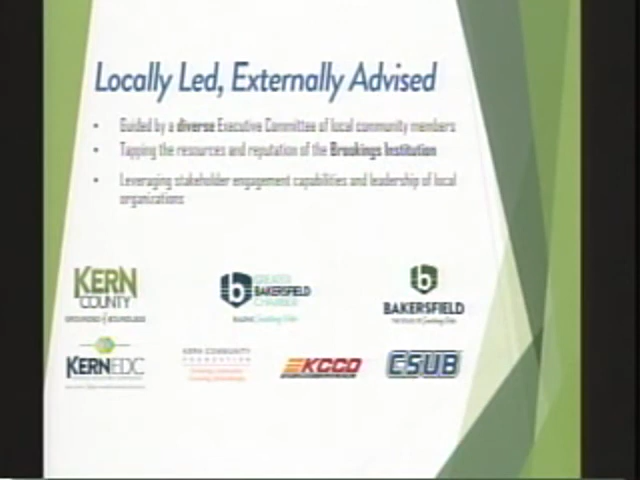 Locally Led, Externally Advised
• Guided by a diverse Executive Committee of local community members
• Tapping the resources and reputation of the Brookings Institution
• Leveraging stakeholder engagement capabilities and leadership of local
organizations
KERN
COUNTY
GREATER
BAKERSFIELD
CHAMBER
b
b
BAKERSFIELD
KERNEDC
KERN COMMUNITY
FOUNDATION
KCCD
CSUB